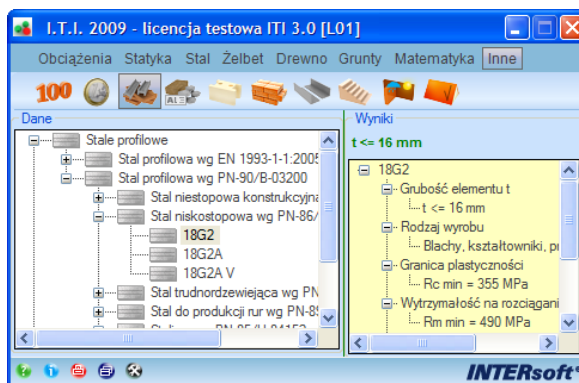 I.T.I. 2009 - licencja testowa ITI 3.0 [L01]
Obciążenia Statyka Stal Żelbet Drewno Grunty Matematyka Inne
100
Dane
Stale profilowe
Stal profilowa wg EN 1993-1-1:2005
Stal profilowa wg PN-90/B-03200
Stal niestopowa konstrukcyjna
Stal niskostopowa wg PN-86/
18G2
18G2A
18G2A V
Stal trudnordzewiejąca wg PN
Stal do produkcji rur wg PN-8
Wyniki
t <= 16 mm
18G2
Grubość elementu t
t <= 16 mm
Rodzaj wyrobu
Blachy, kształtowniki,
Granica plastyczności
Rc min = 355 MPa
Wytrzymałość na rozciągani
Rm min = 490 MPa
INTERsoft